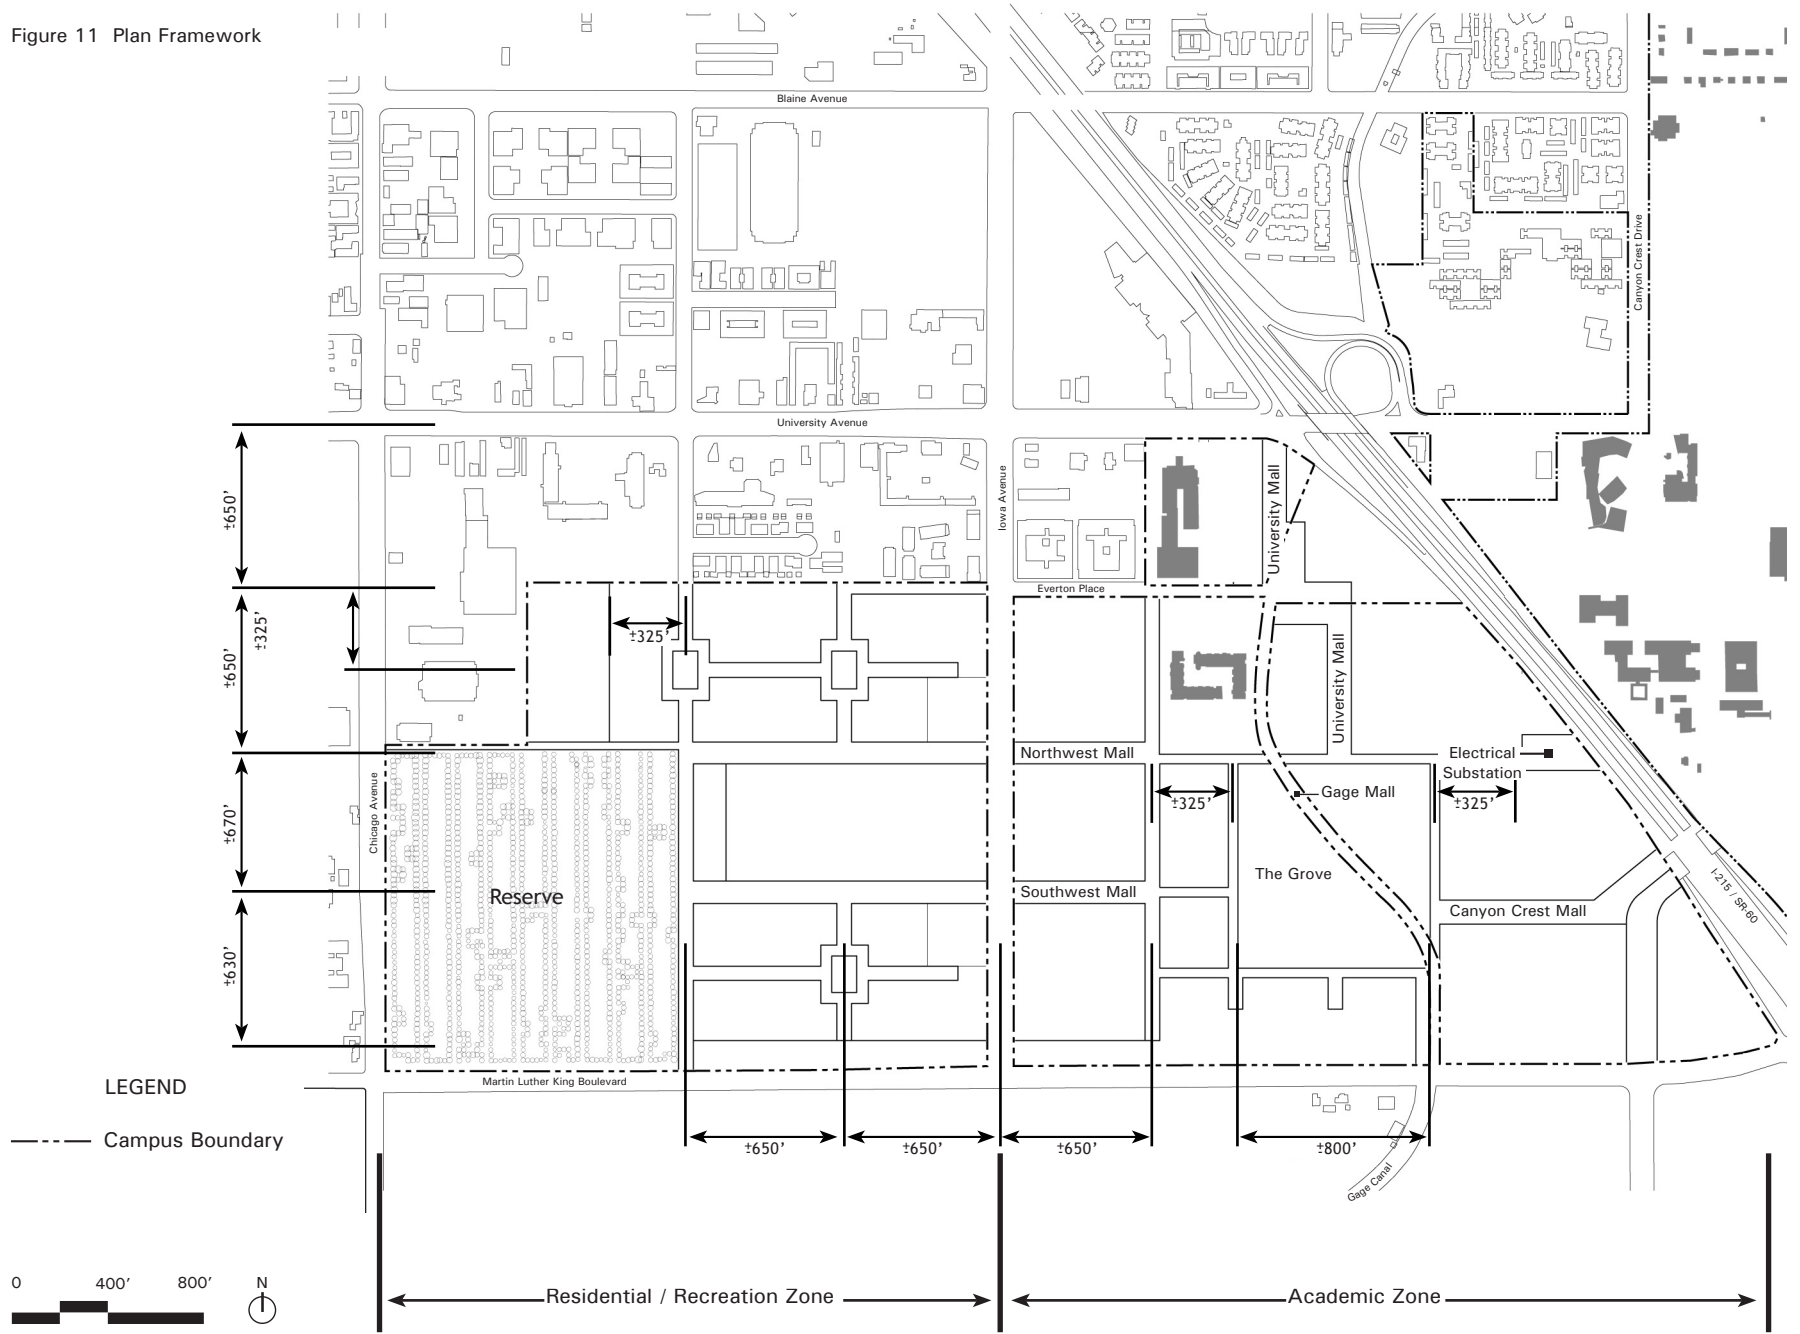 Figure 11 Plan Framework
Blaine Avenue
Canyon Crest Drive
University Avenue
±650'
Iowa Avenue
University Mall
Everton Place
±325'
±650'
±325'
University Mall
Northwest Mall
Electrical
Substation
Gage Mall
±325'
±325'
±670'
Chicago Avenue
The Grove
Reserve
Southwest Mall
Canyon Crest Mall
I-215 / SR-60
±630'
Martin Luther King Boulevard
LEGEND
Campus Boundary
±650'
±650'
±650'
±800'
Gage Canal
0 400' 800' N
Residential / Recreation Zone
Academic Zone